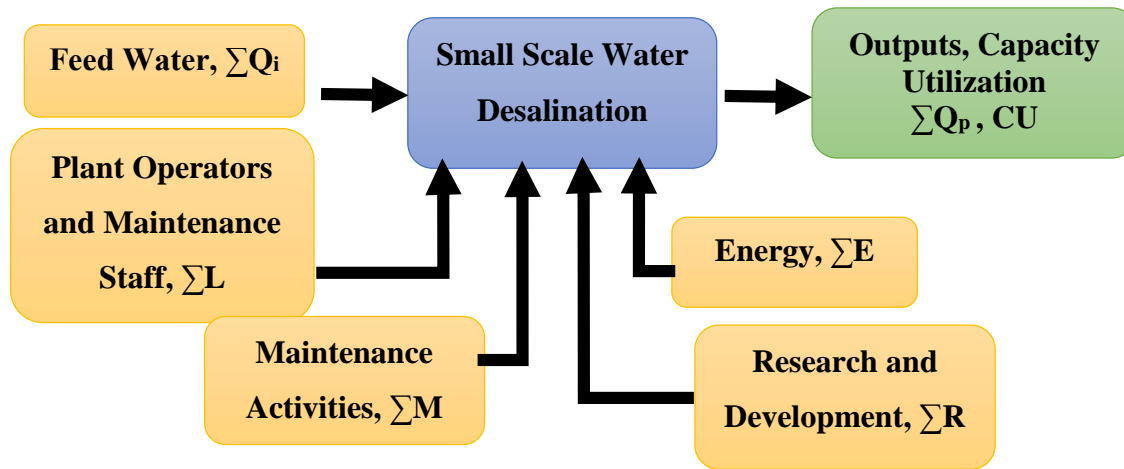 Feed Water, ∑Qi
Small Scale Water
Desalination
Outputs, Capacity
Utilization
∑Qp , CU
Plant Operators
and Maintenance
Staff, ∑L
Energy, ∑E
Maintenance
Activities, ∑M
Research and
Development, ∑R